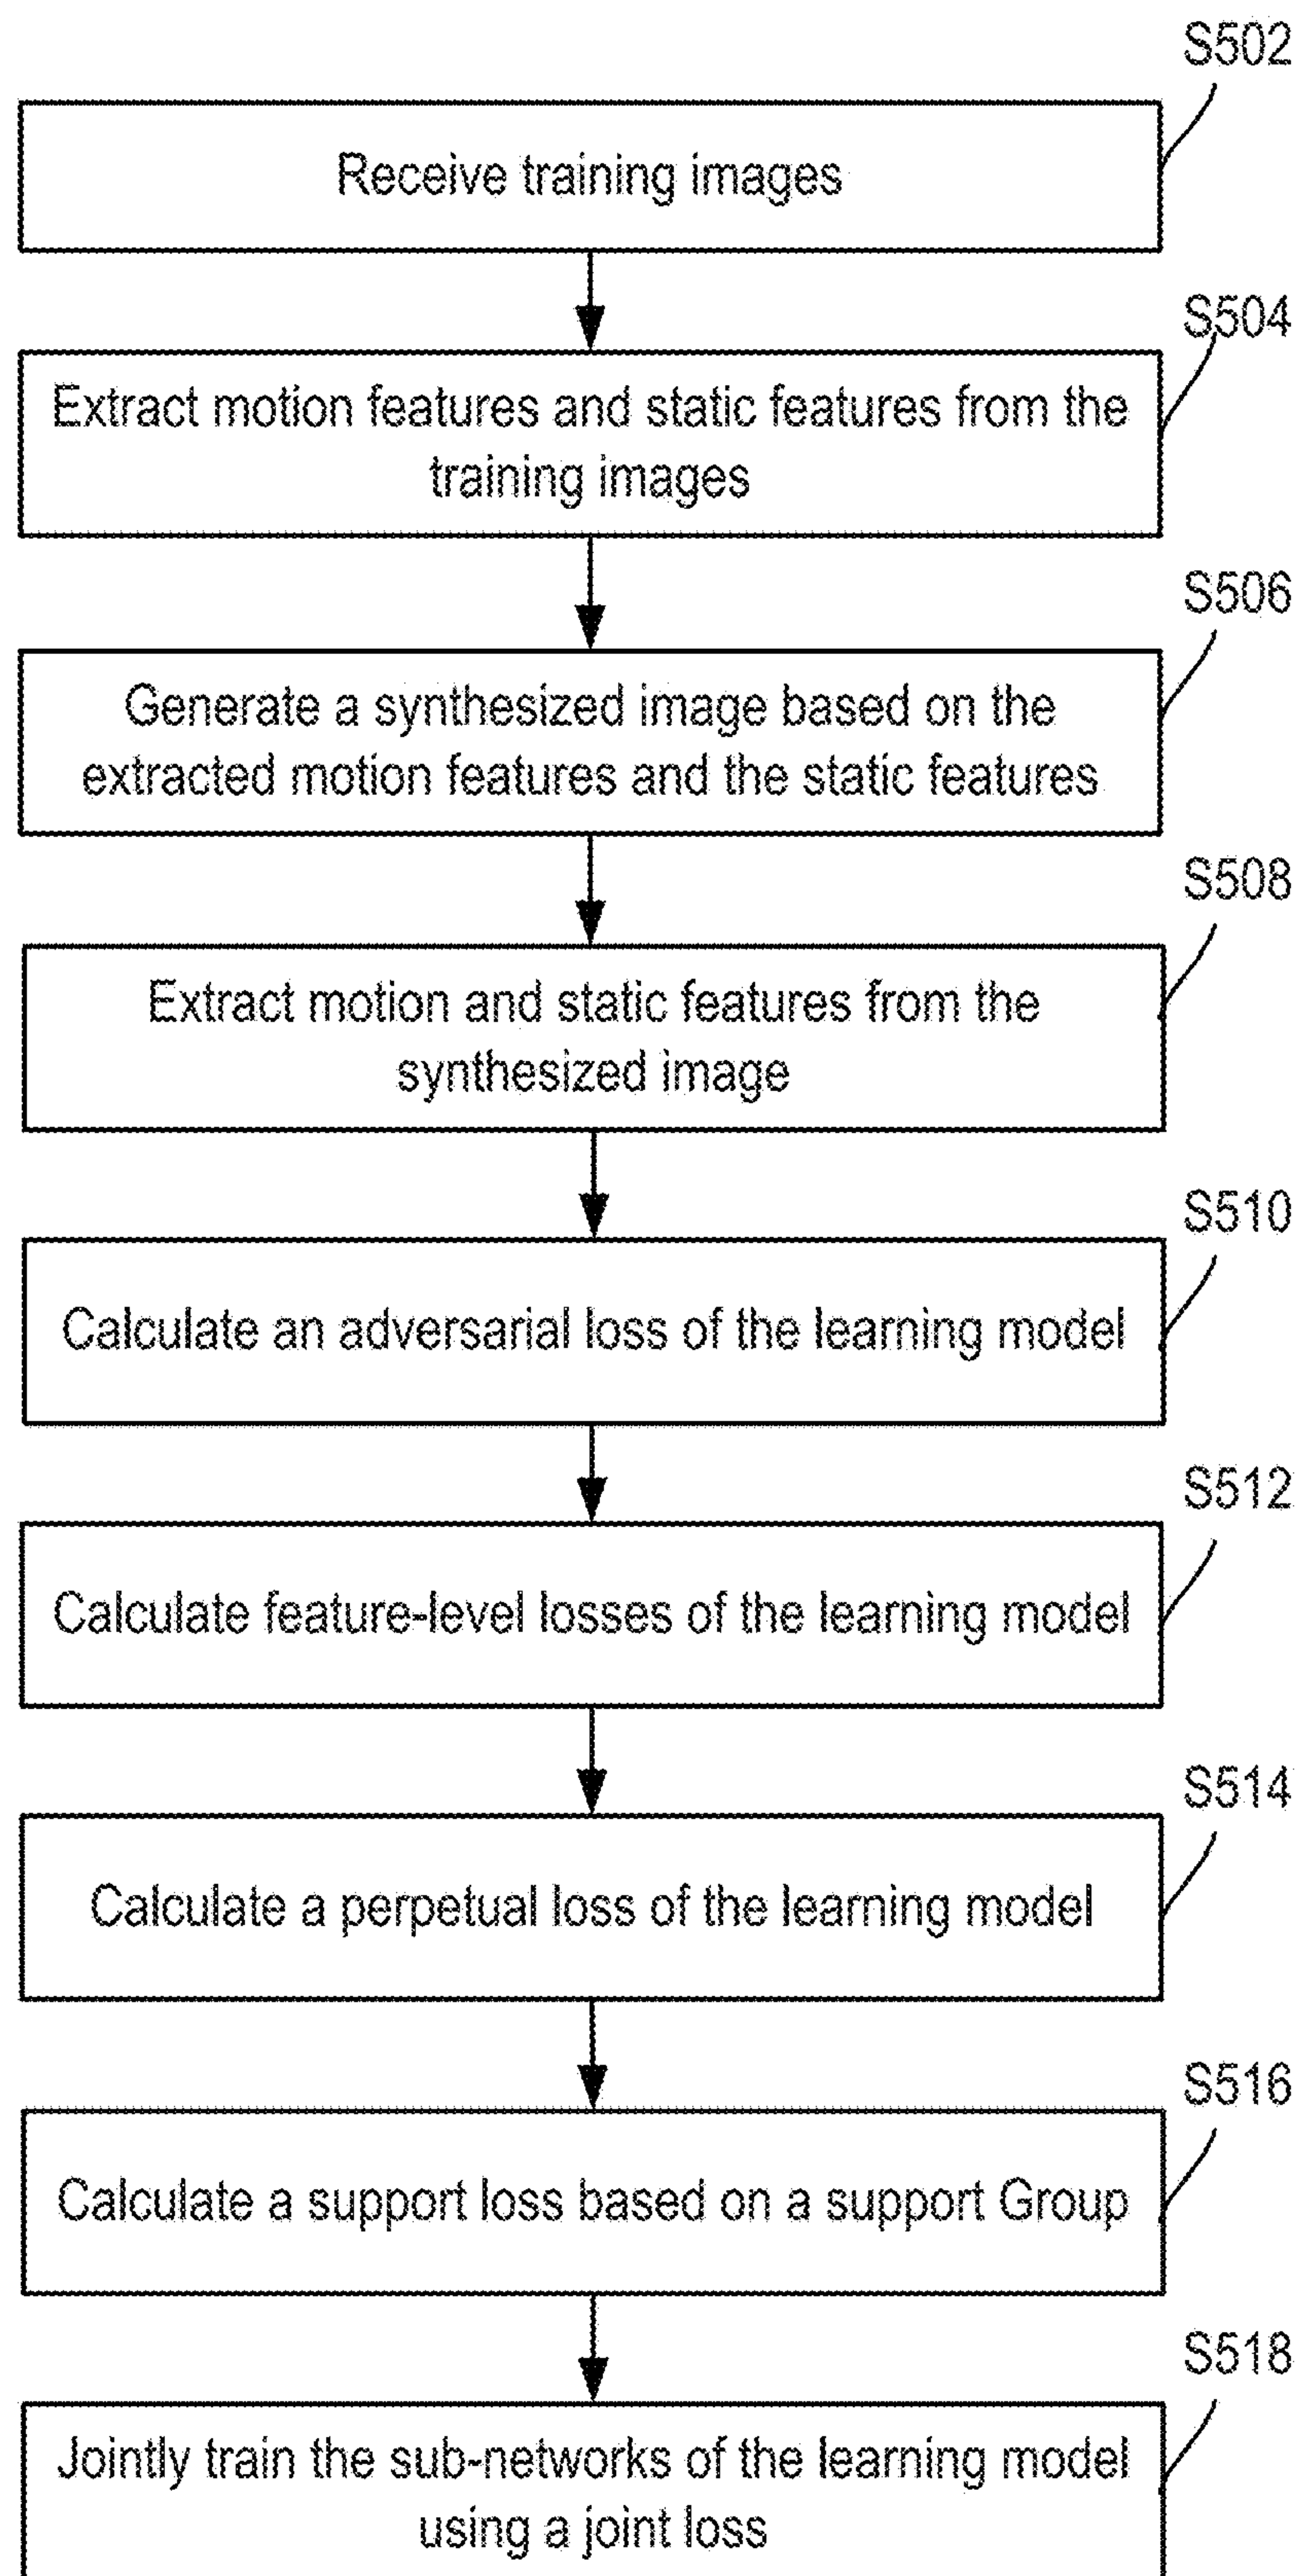 S502
Receive training images
S504
Extract motion features and static features from the
training images
S506
Generate a synthesized image based on the
extracted motion features and the static features
S508
Extract motion and static features from the
synthesized image
S510
Calculate an adversarial loss of the learning model
S512
Calculate feature-level losses of the learning model
S514
Calculate a perpetual loss of the learning model
S516
Calculate a support loss based on a support Group
S518
Jointly train the sub-networks of the learning model
using a joint loss